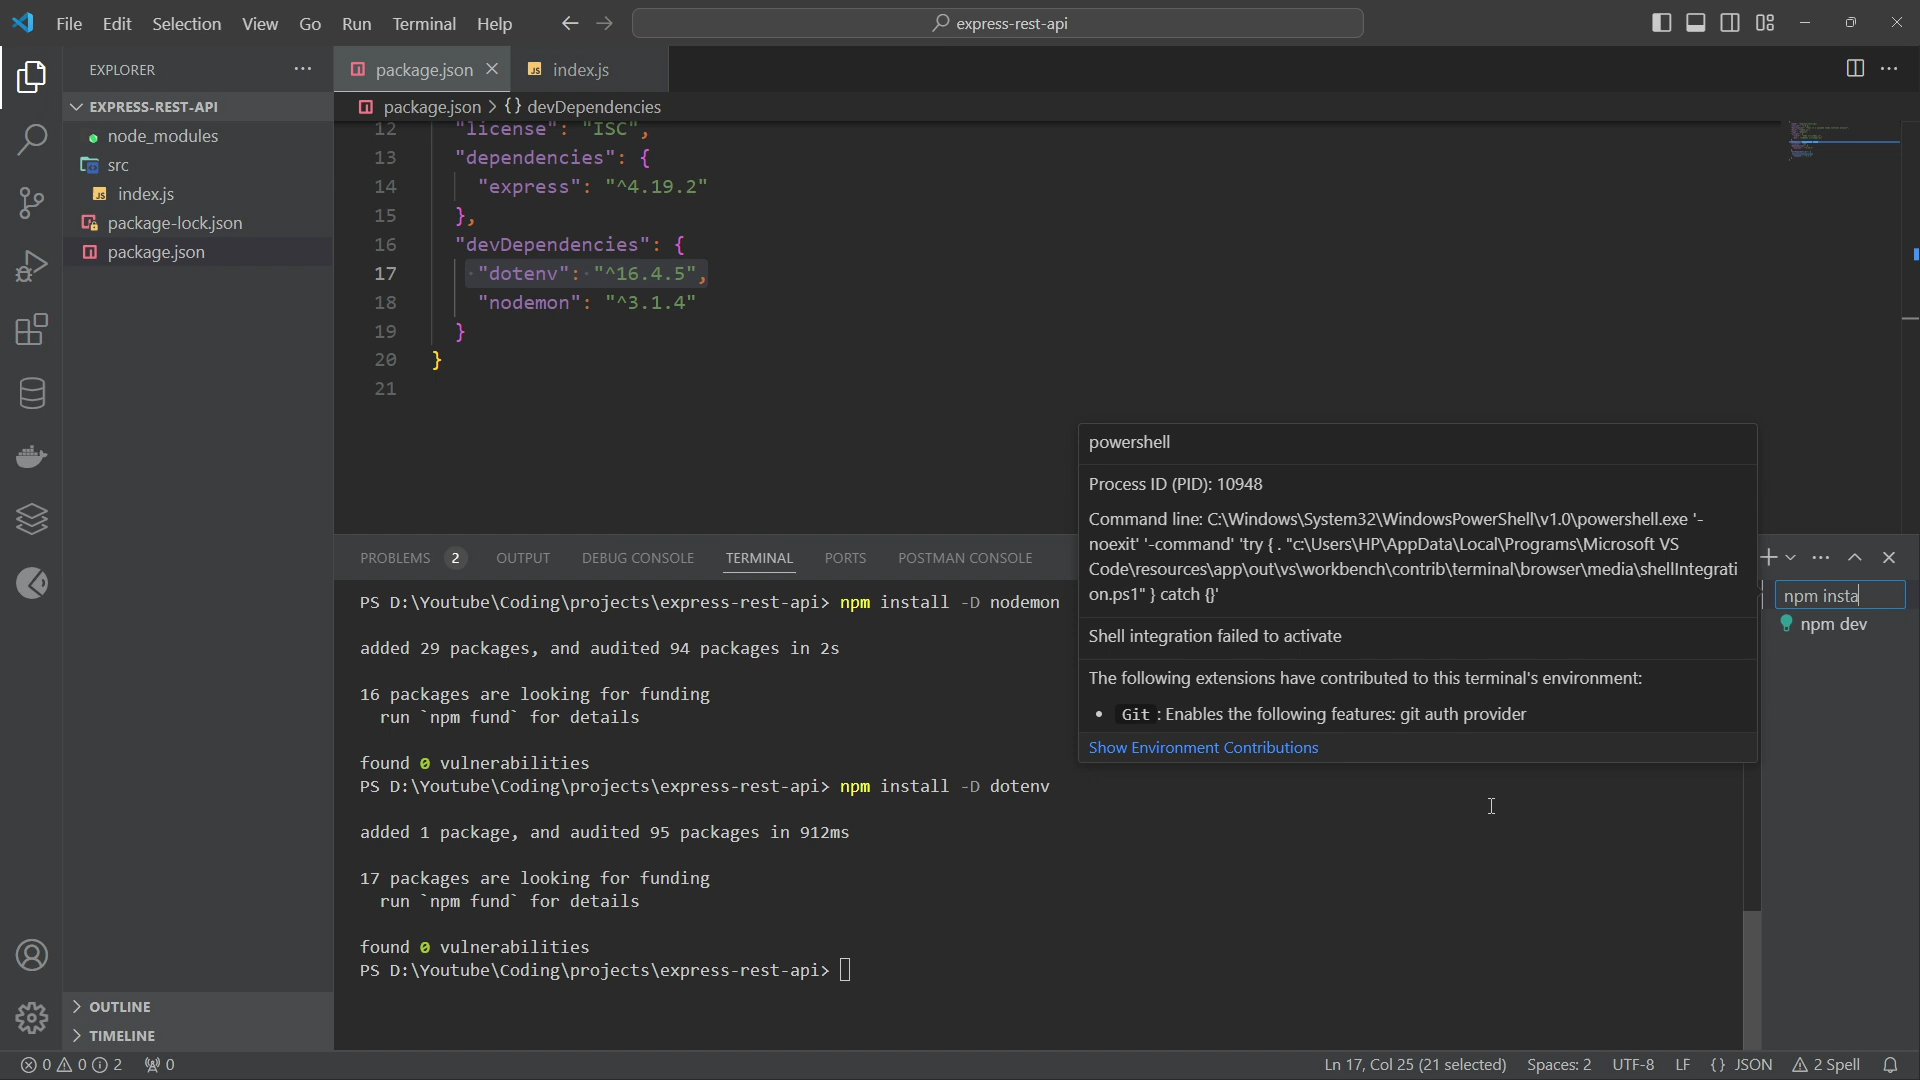 File Edit Selection View Go Run Terminal Help
express-rest-api
EXPLORER
package.json
index.js
EXPRESS-REST-API
package.json > {} devDependencies
node_modules
src
index.js
package-lock.json
package.json
12 "license": "ISC",
13 "dependencies": {
14 "express": "^4.19.2"
15 },
16 "devDependencies": {
17 "dotenv": "^16.4.5",
18 "nodemon": "^3.1.4"
19 }
20 }
21
powershell
Process ID (PID): 10948
Command line: C:\Windows\System32\WindowsPowerShell\v1.0\powershell.exe '-
noexit' '-command' 'try { . "c:\Users\HP\AppData\Local\Programs\Microsoft VS
Code\resources\app\out\vs\workbench\contrib\terminal\browser\media\shellIntegrati
on.ps1" } catch {}'
Shell integration failed to activate
The following extensions have contributed to this terminal's environment:
• Git : Enables the following features: git auth provider
Show Environment Contributions
PROBLEMS 2 OUTPUT DEBUG CONSOLE TERMINAL PORTS POSTMAN CONSOLE
npm insta
npm dev
PS D:\Youtube\Coding\projects\express-rest-api> npm install -D nodemon
added 29 packages, and audited 94 packages in 2s
16 packages are looking for funding
run `npm fund` for details
found 0 vulnerabilities
PS D:\Youtube\Coding\projects\express-rest-api> npm install -D dotenv
added 1 package, and audited 95 packages in 912ms
17 packages are looking for funding
run `npm fund` for details
found 0 vulnerabilities
PS D:\Youtube\Coding\projects\express-rest-api>
OUTLINE
TIMELINE
0 0 2 0
Ln 17, Col 25 (21 selected) Spaces: 2 UTF-8 LF {} JSON 2 Spell